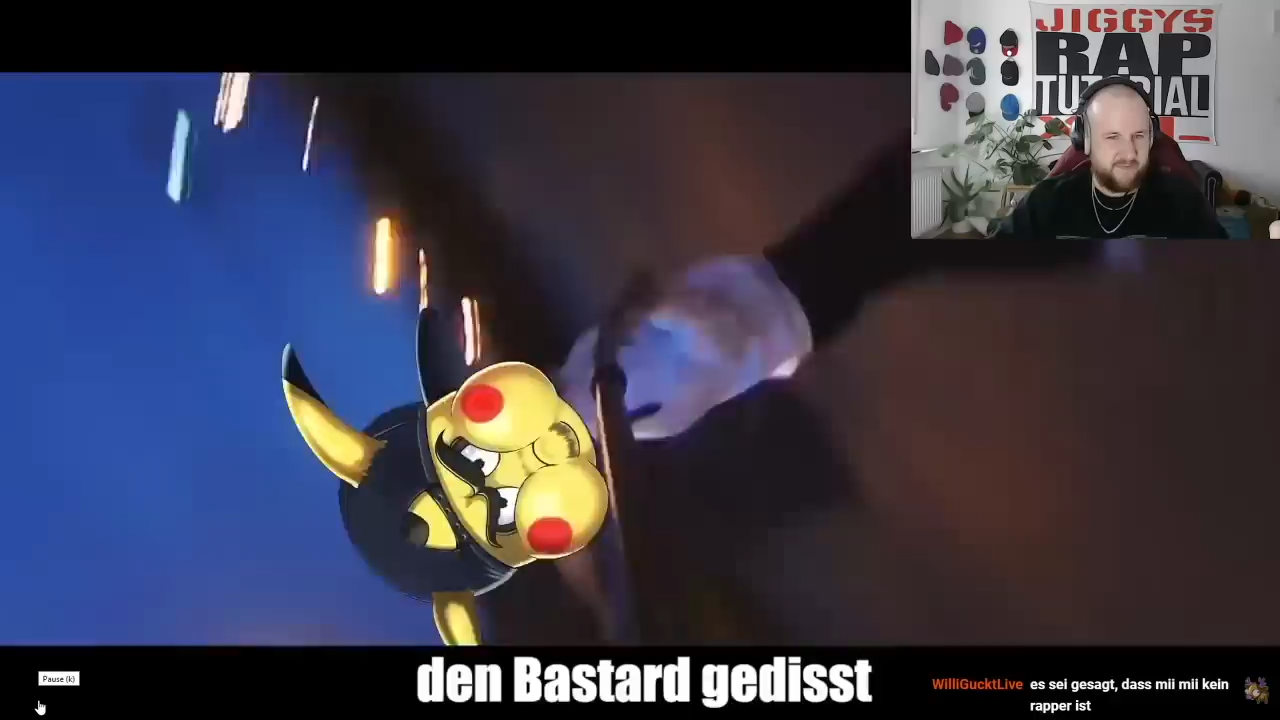 JIGGYS
RAP
TUTORIAL
den Bastard gedisst
Pause (k)
WilliGucktLive es sei gesagt, dass mii mii kein
rapper ist